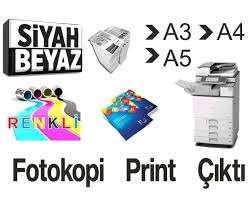 SİYAH
BEYAZ
A3 A4
A5
RENKLİ
Fotokopi Print Çıktı